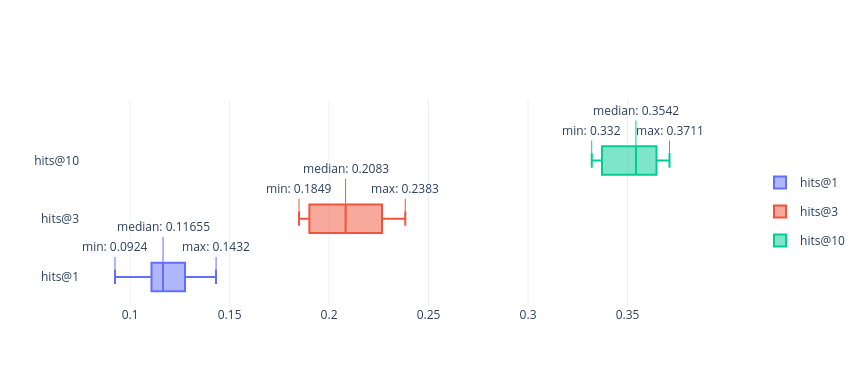 median: 0.3542
min: 0.332
max: 0.3711
hits@10
median: 0.2083
min: 0.1849
max: 0.2383
hits@3
median: 0.11655
min: 0.0924
max: 0.1432
hits@1
0.1
0.15
0.2
0.25
0.3
0.35
hits@1
hits@3
hits@10